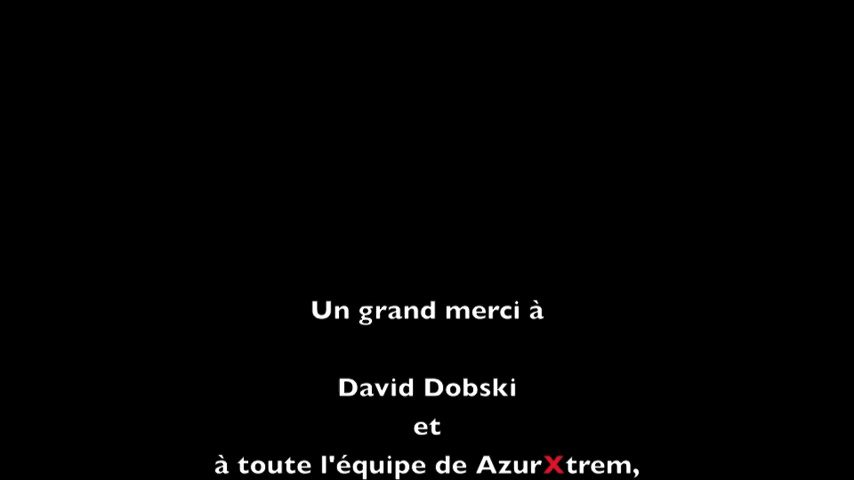 Un grand merci à
David Dobski
et
à toute l'équipe de AzurXtrem,